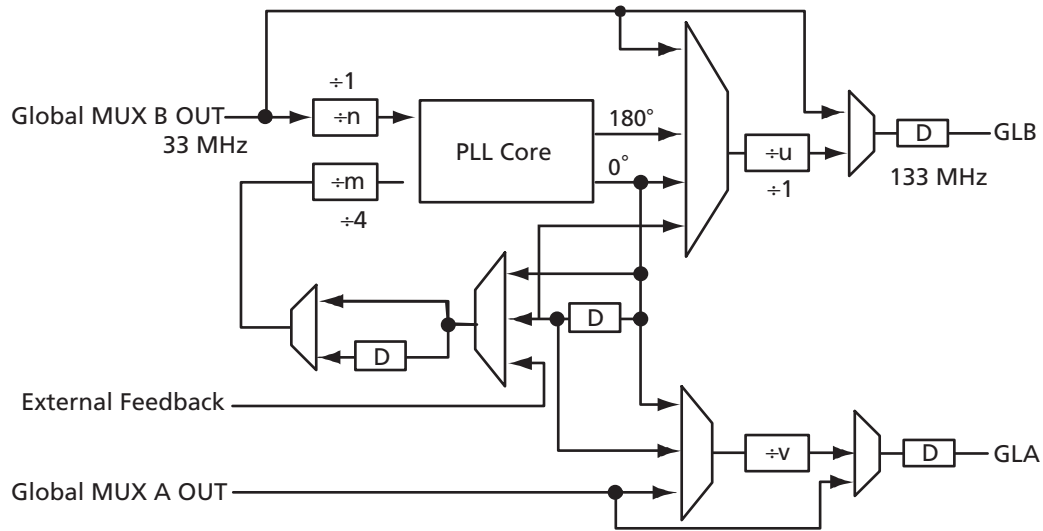 ÷1
Global MUX B OUT
÷n
33 MHz
PLL Core
180°
0°
÷u
÷1
D
GLB
133 MHz
÷m
÷4
D
D
External Feedback
÷v
D
GLA
Global MUX A OUT